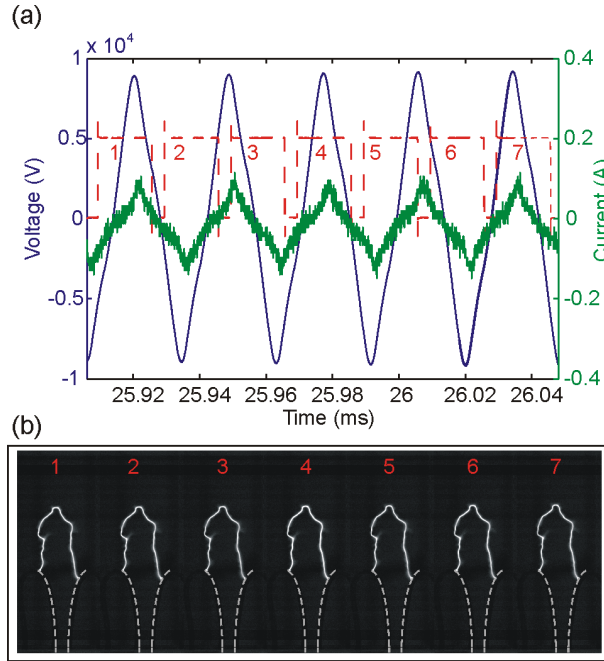 (a)
1 x 10⁴
0.4
0.5
0.2
1 2 3 4 5 6 7
0
0
-0.5
-0.2
-1
-0.4
Voltage (V)
Current (A)
25.92 25.94 25.96 25.98 26 26.02 26.04
Time (ms)
(b)
1 2 3 4 5 6 7